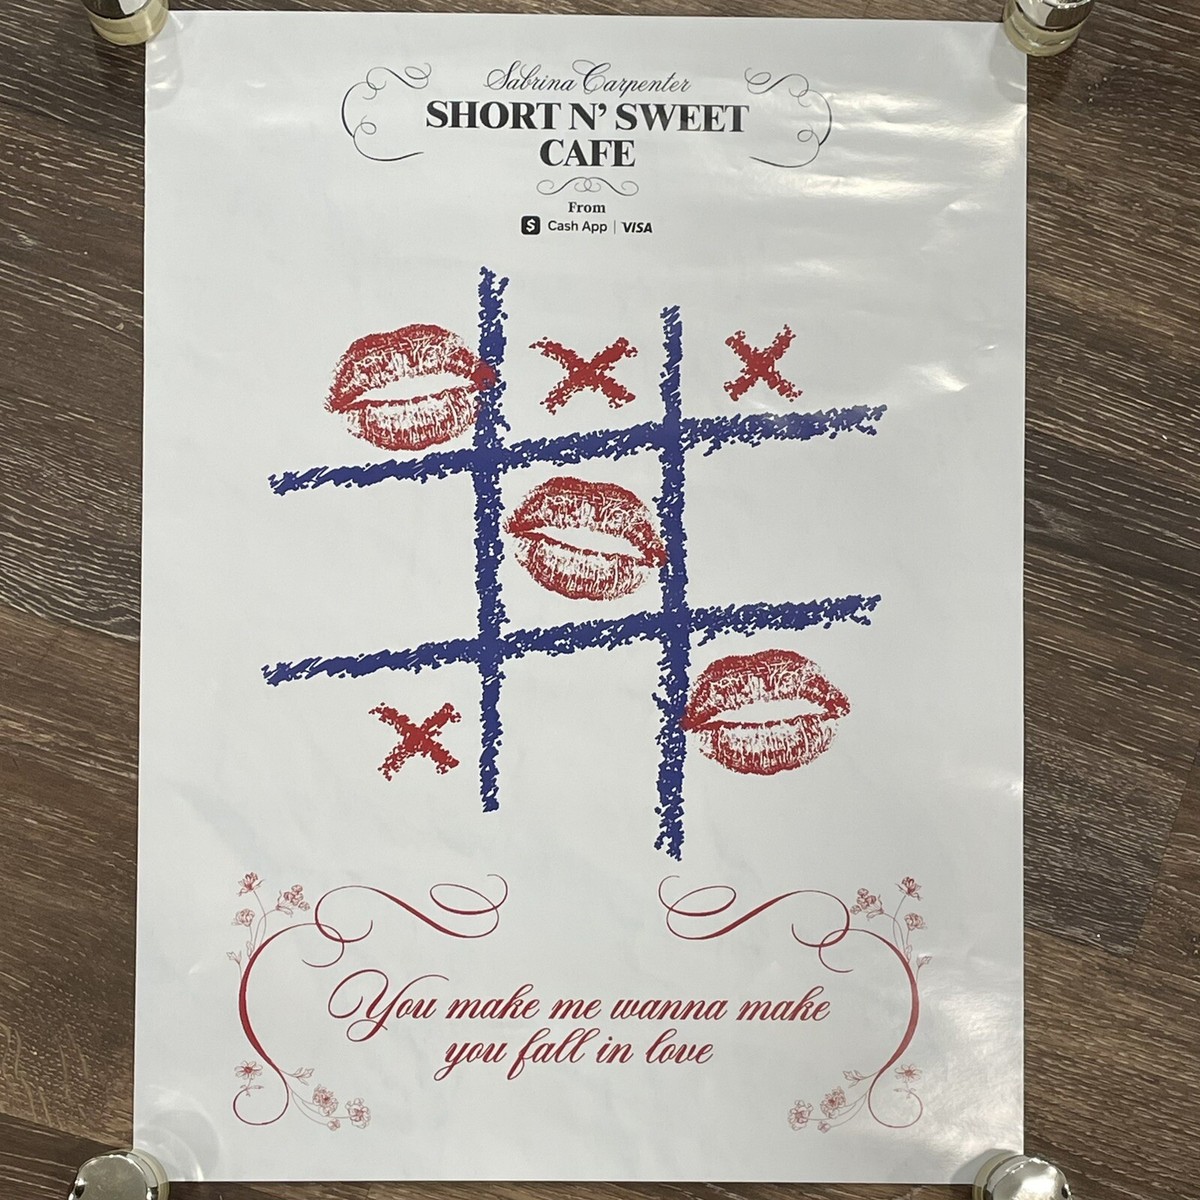 Sabrina Carpenter
SHORT N' SWEET
CAFE
From
Cash App | VISA
You make me wanna make
you fall in love